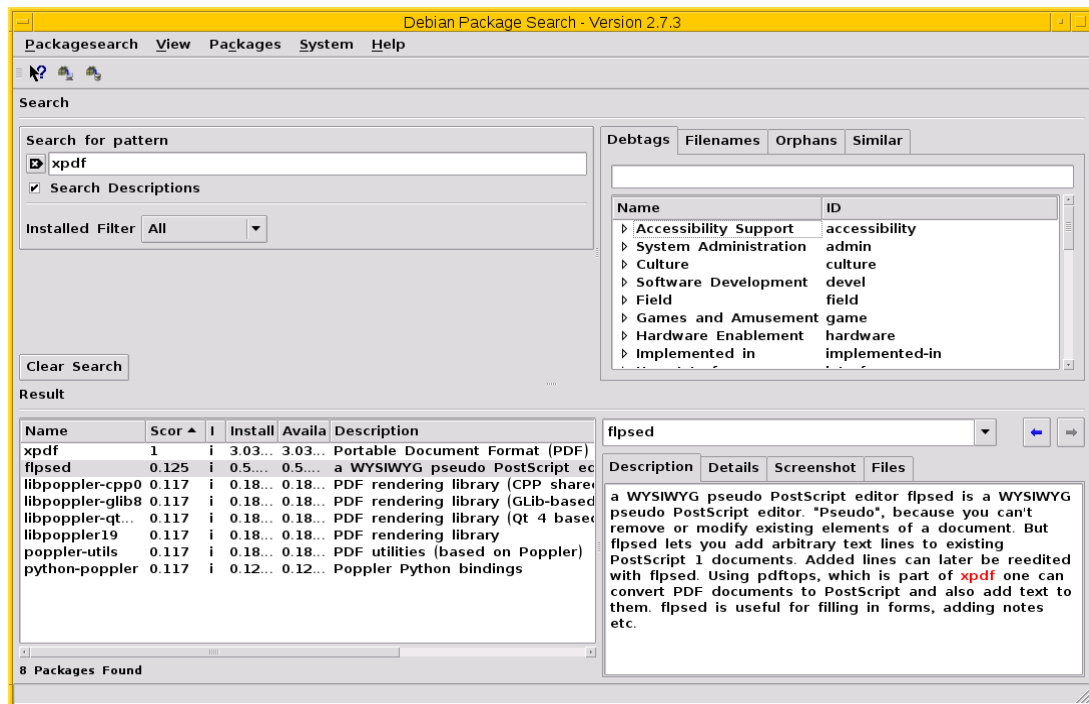 Debian Package Search - Version 2.7.3
Packagesearch View Packages System Help
Search
Search for pattern
xpdf
Search Descriptions
Installed Filter All
Clear Search
Debtags Filenames Orphans Similar
Name ID
Accessibility Support accessibility
System Administration admin
Culture culture
Software Development devel
Field field
Games and Amusement game
Hardware Enablement hardware
Implemented in implemented-in
Result
Name Scor I Install Availa Description
xpdf 1 i 3.03... 3.03... Portable Document Format (PDF)
flpsed 0.125 i 0.5.... 0.5.... a WYSIWYG pseudo PostScript ed
libpoppler-cpp0 0.117 i 0.18... 0.18... PDF rendering library (CPP share
libpoppler-glib8 0.117 i 0.18... 0.18... PDF rendering library (GLib-based
libpoppler-qt... 0.117 i 0.18... 0.18... PDF rendering library (Qt 4 base
libpoppler19 0.117 i 0.18... 0.18... PDF rendering library
poppler-utils 0.117 i 0.18... 0.18... PDF utilities (based on Poppler)
python-poppler 0.117 i 0.12... 0.12... Poppler Python bindings
8 Packages Found
flpsed
Description Details Screenshot Files
a WYSIWYG pseudo PostScript editor flpsed is a WYSIWYG
pseudo PostScript editor. "Pseudo", because you can't
remove or modify existing elements of a document. But
flpsed lets you add arbitrary text lines to existing
PostScript 1 documents. Added lines can later be reedited
with flpsed. Using pdftops, which is part of xpdf one can
convert PDF documents to PostScript and also add text to
them. flpsed is useful for filling in forms, adding notes
etc.